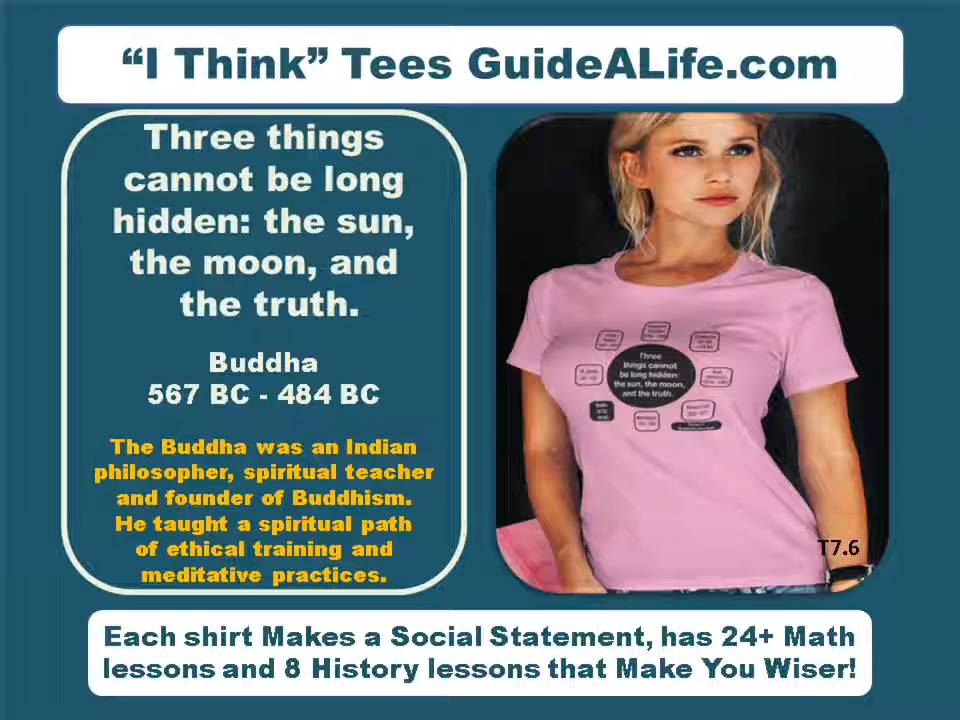 “I Think” Tees GuideALife.com
Three things
cannot be long
hidden: the sun,
the moon, and
the truth.
Buddha
567 BC - 484 BC
The Buddha was an Indian
philosopher, spiritual teacher
and founder of Buddhism.
He taught a spiritual path
of ethical training and
meditative practices.
Three
things cannot
be long hidden:
the sun, the moon,
and the truth.
T7.6
Each shirt Makes a Social Statement, has 24+ Math
lessons and 8 History lessons that Make You Wiser!